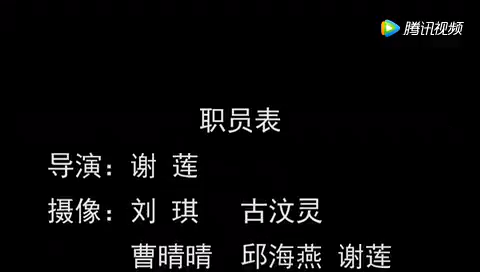 腾讯视频
职员表
导演：谢 莲
摄像：刘 琪 古汶灵
曹晴晴 邱海燕 谢莲